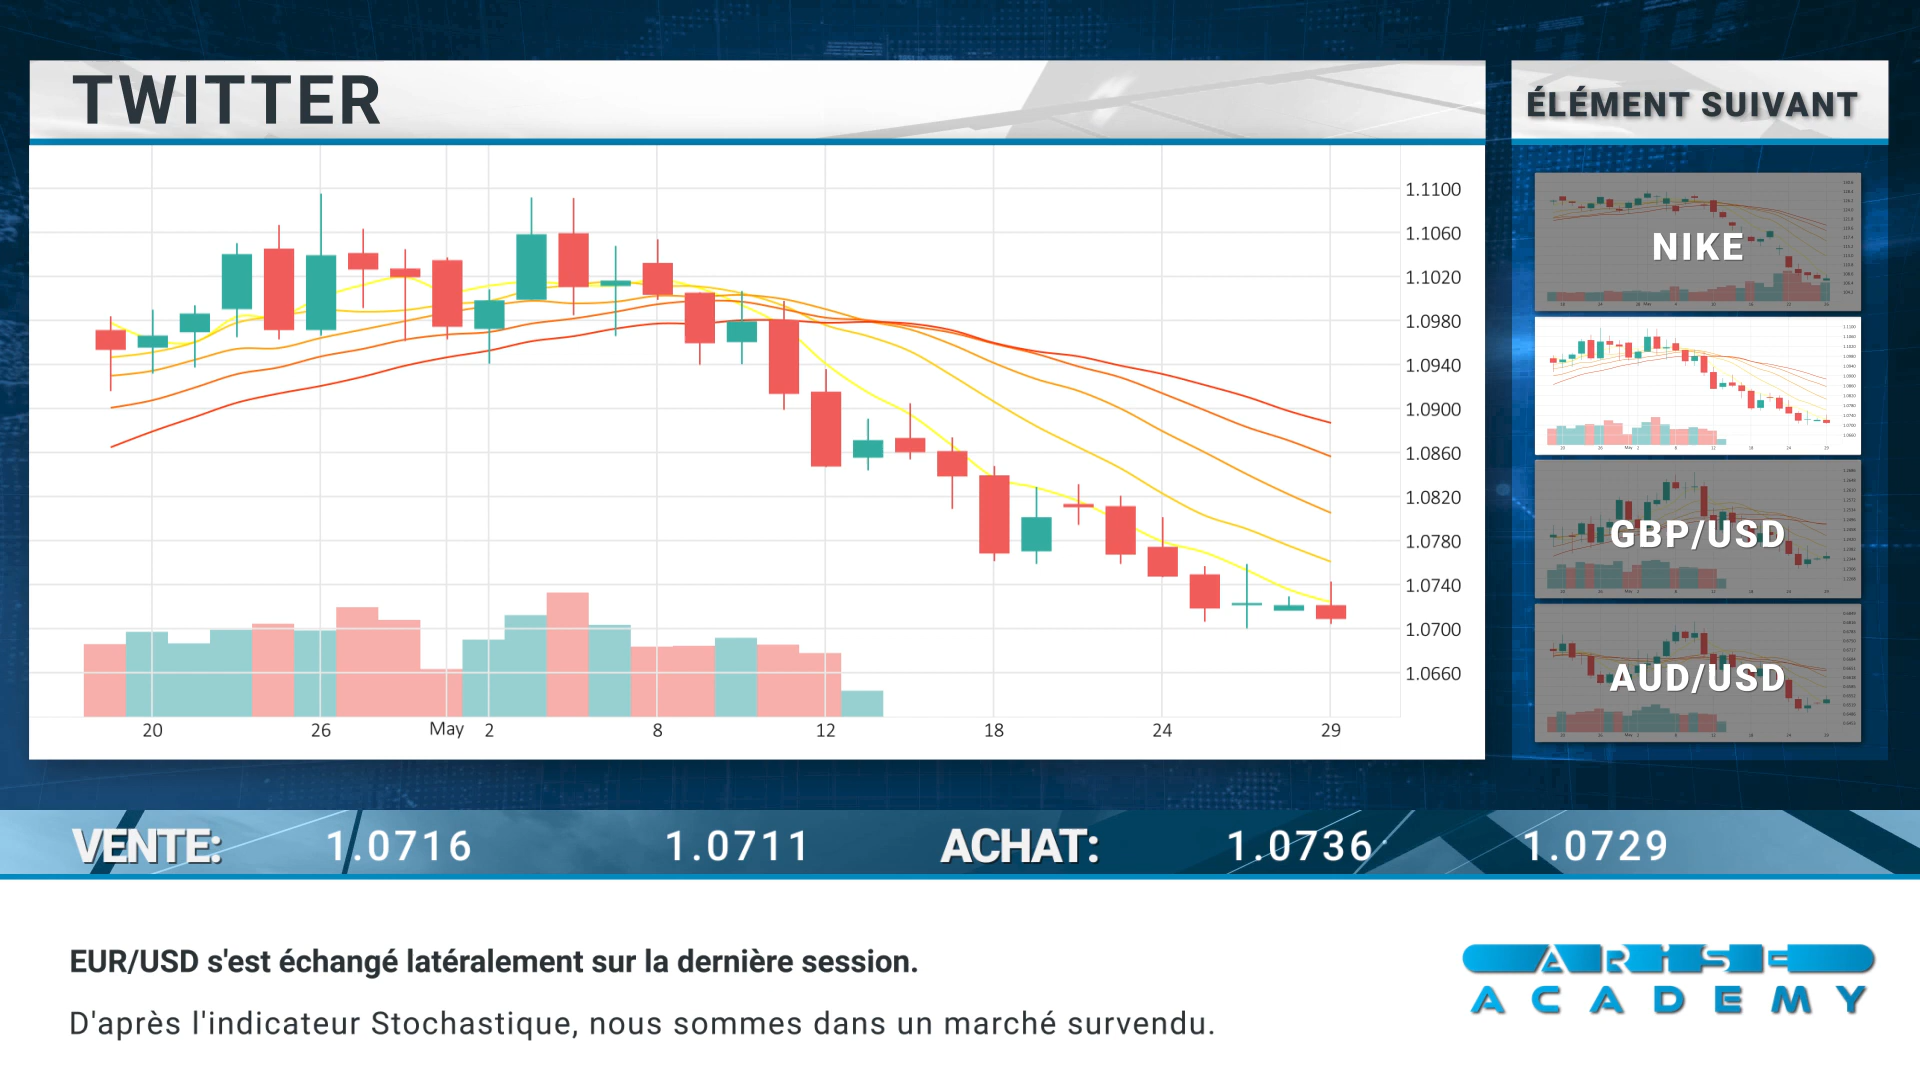 TWITTER
ÉLÉMENT SUIVANT
1.1100
1.1060
1.1020
1.0980
1.0940
1.0900
1.0860
1.0820
1.0780
1.0740
1.0700
1.0660
20 26 May 2 8 12 18 24 29
NIKE
GBP/USD
AUD/USD
VENTE: 1.0716 1.0711 ACHAT: 1.0736 1.0729
EUR/USD s'est échangé latéralement sur la dernière session.
D'après l'indicateur Stochastique, nous sommes dans un marché survendu.
ARISE
ACADEMY